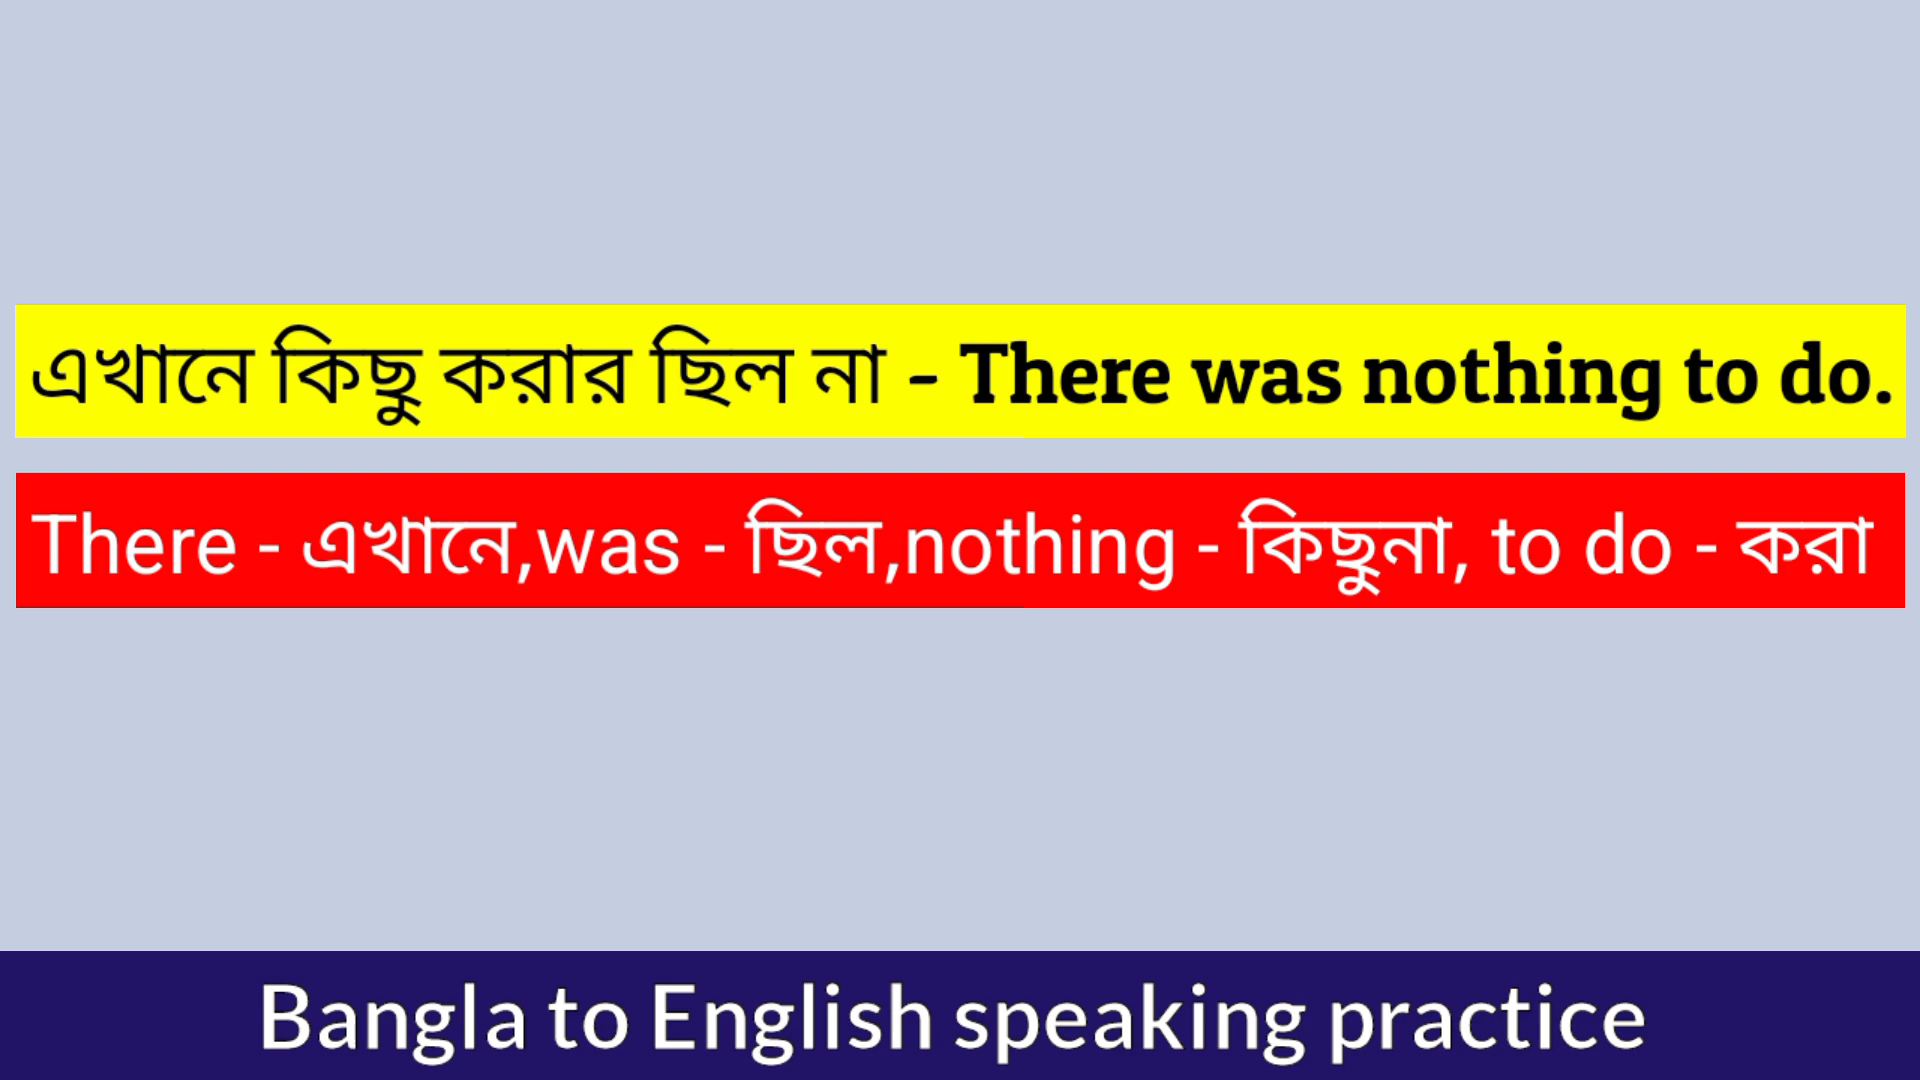 এখানে কিছু করার ছিল না - There was nothing to do.
There - এখানে,was - ছিল,nothing - কিছুনা, to do - করা
Bangla to English speaking practice